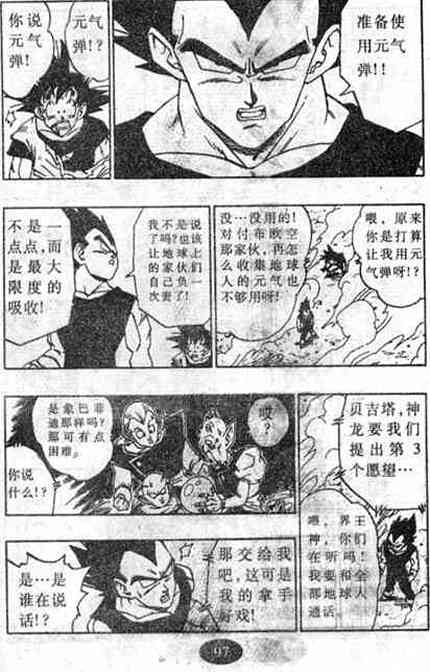 准备使
用元气
弹!!
元气
弹!?
你说
元气
弹!
喂，原来
你是打算
让我用元
气弹呀!?
没…没用的!
对付布欧
那家伙，再怎
么收集地球
人的元气也
不够用呀!
我不是说
了吗?也该
让地球上
的家伙们
自己负一
次责了!
不是一
点点，而
是最大
限度的
吸收!
贝吉塔，神
龙要我们
提出第3
个愿望…
喂，界王
神，你们
在听吗!
我要和全
部地球人
通话。
哎?
是象巴菲
迪那样吗?
那可有点
困难。
你说
什么!?
那交给我
吧，这可是
我的拿手
好戏!
是…是
谁在说
话!?
97